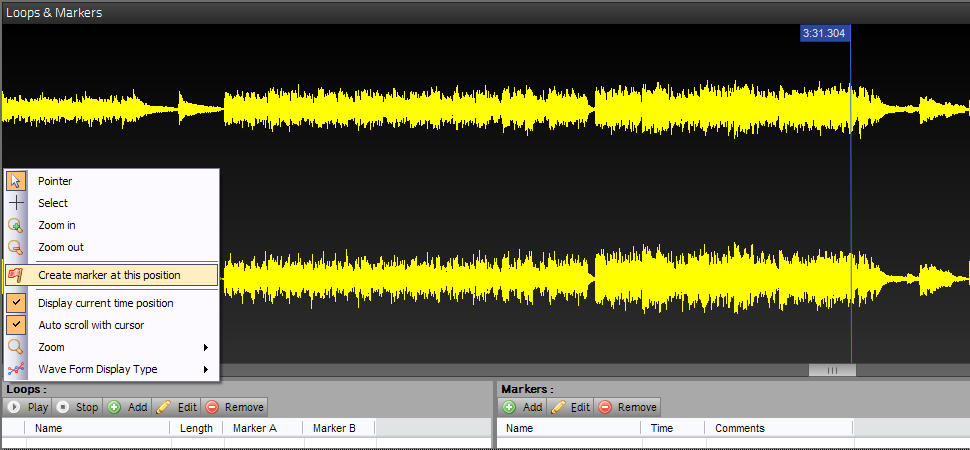 Loops & Markers
3:31.304
Pointer
Select
Zoom in
Zoom out
Create marker at this position
Display current time position
Auto scroll with cursor
Zoom
Wave Form Display Type
Loops :
Play Stop Add Edit Remove
Name Length Marker A Marker B
Markers :
Add Edit Remove
Name Time Comments